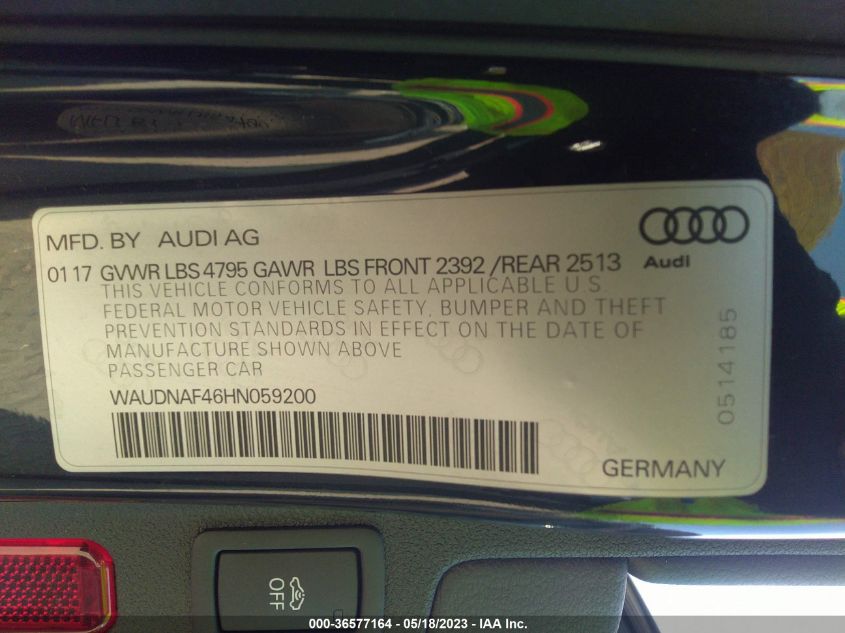 MFD. BY AUDI AG
01 17 GVWR LBS 4795 GAWR LBS FRONT 2392 /REAR 2513
Audi
THIS VEHICLE CONFORMS TO ALL APPLICABLE U.S
FEDERAL MOTOR VEHICLE SAFETY, BUMPER AND THEFT
PREVENTION STANDARDS IN EFFECT ON THE DATE OF
MANUFACTURE SHOWN ABOVE
PASSENGER CAR
WAUDNAF46HN059200
0514185
GERMANY
OFF
000-36577164 - 05/18/2023 - IAA Inc.